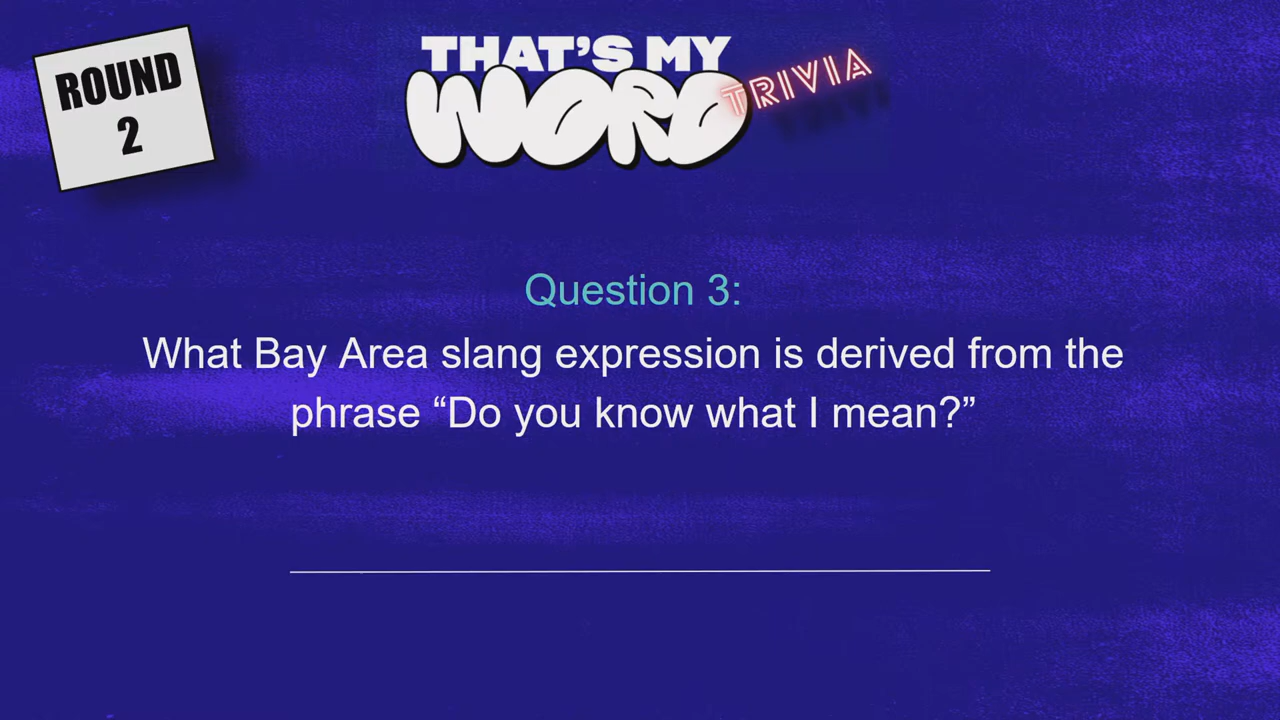 ROUND
2
THAT'S MY
WORD
TRIVIA
Question 3:
What Bay Area slang expression is derived from the
phrase “Do you know what I mean?”